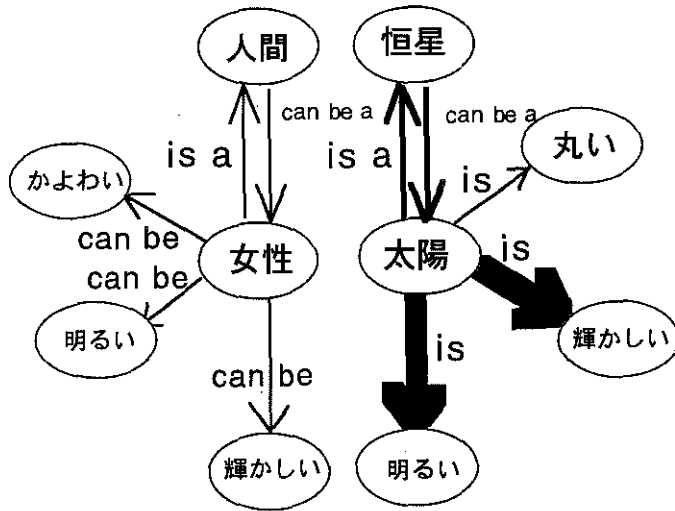 人間
恒星
can be a
can be a
is a
is a
丸い
is
かよわい
can be
can be
女性
太陽
is
明るい
輝かしい
is
can be
輝かしい
明るい